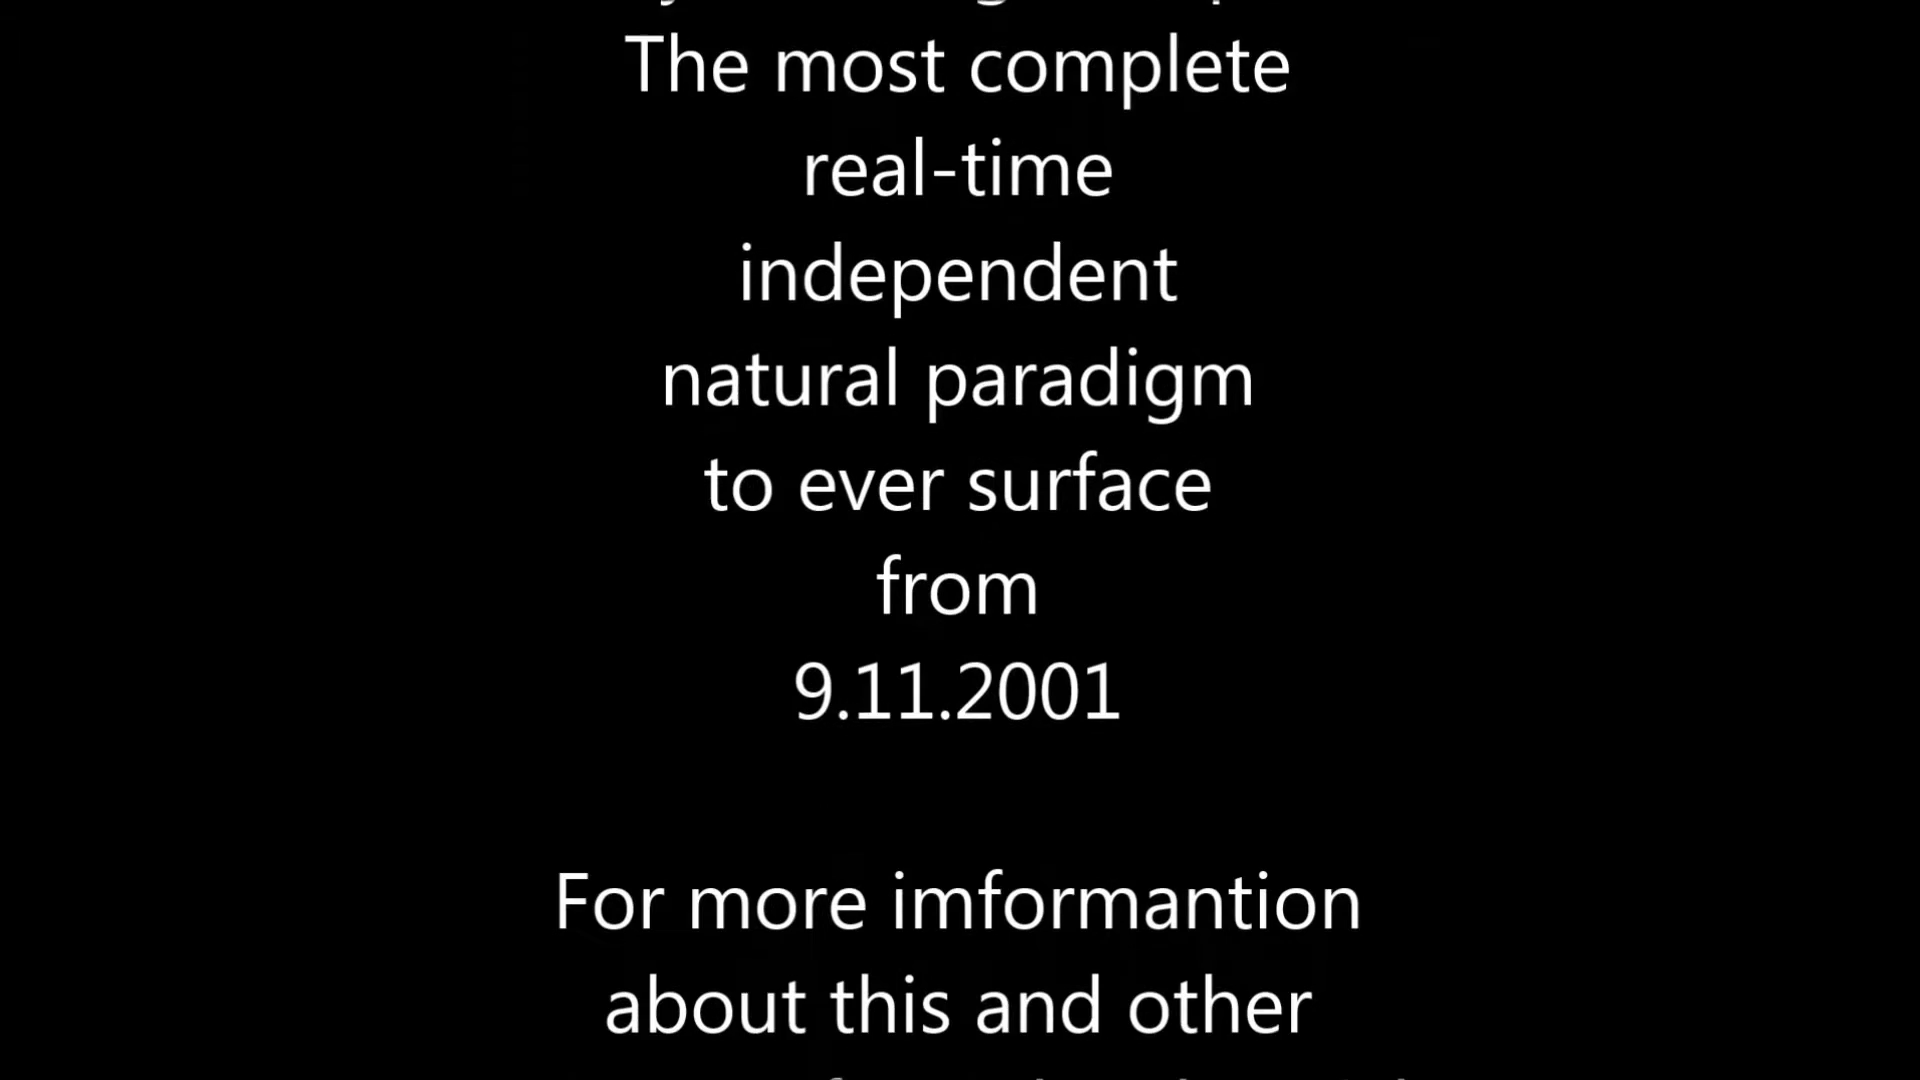 The most complete
real-time
independent
natural paradigm
to ever surface
from
9.11.2001
For more imformantion
about this and other